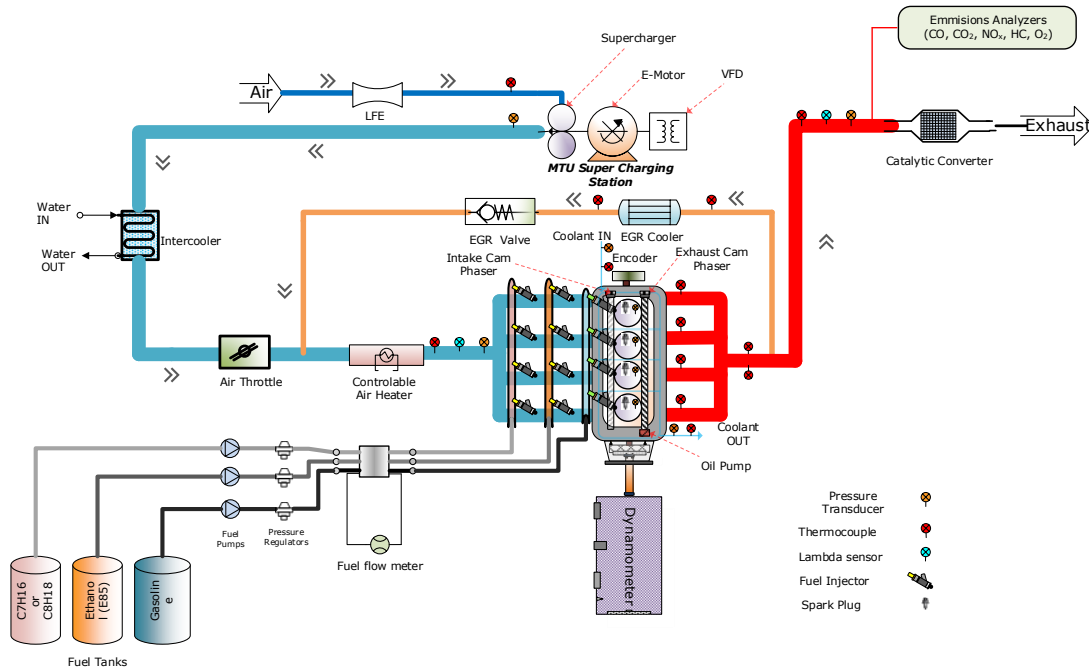 Emmisions Analyzers
(CO, CO₂, NOₓ, HC, O₂)
Supercharger
E-Motor
VFD
Air
LFE
Exhaust
Catalytic Converter
MTU Super Charging
Station
Water
IN
Intercooler
Water
OUT
EGR Valve
EGR Cooler
Coolant IN
Intake Cam
Phaser
Encoder
Exhaust Cam
Phaser
Air Throttle
Controlable
Air Heater
Coolant
OUT
Oil Pump
Fuel
Pumps
Pressure
Regulators
Fuel flow meter
Dynamometer
C7H16
or
C8H18
Ethano
l (E85)
Gasolin
e
Fuel Tanks
Pressure
Transducer
Thermocouple
Lambda sensor
Fuel Injector
Spark Plug